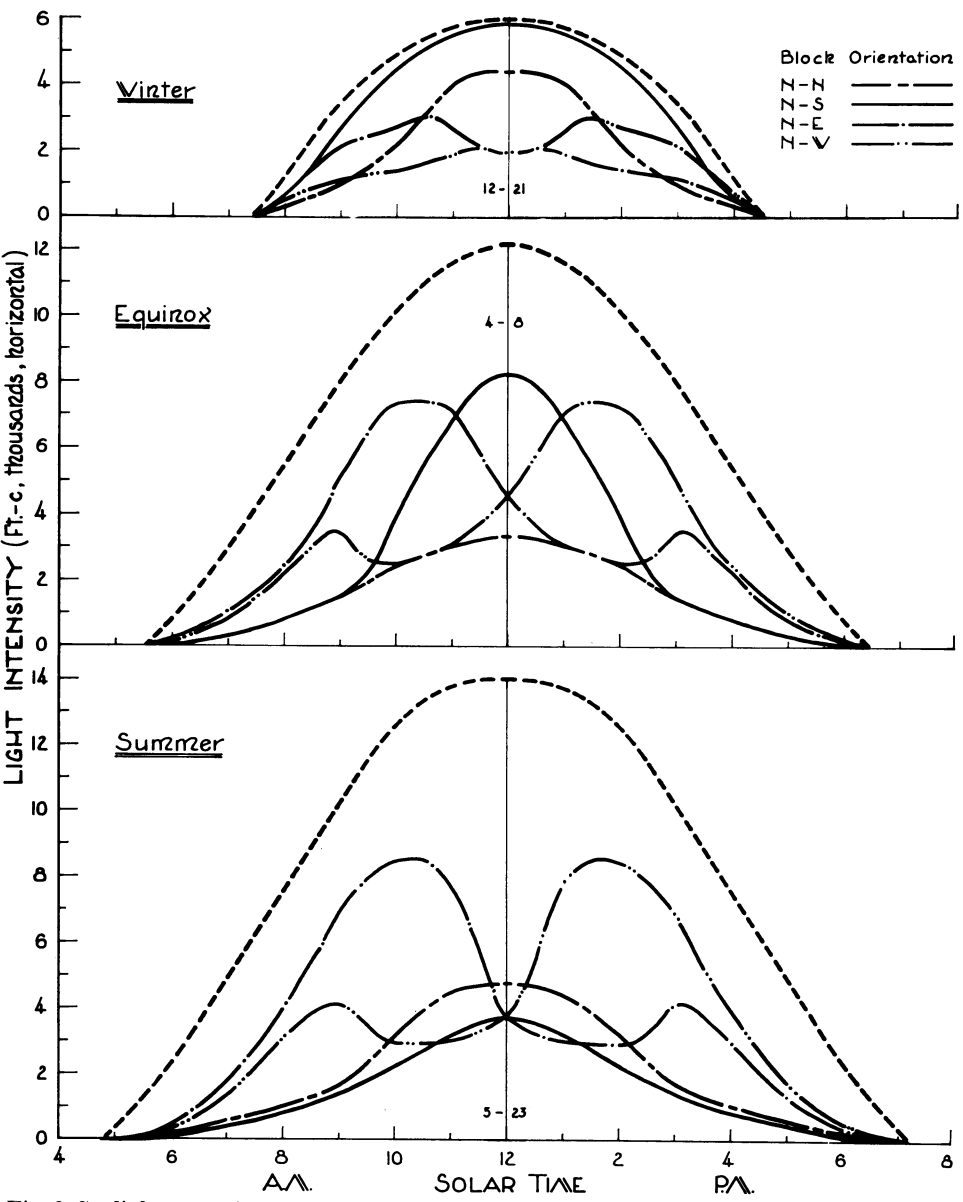 6
4
2
0
Winter
12-21
Block Orientation
N-N
N-S
N-E
N-W
12
10
8
6
4
2
0
Equinox
4-8
14
12
10
8
6
4
2
0
Summer
5-23
LIGHT INTENSITY (Ft.-c, thousands, horizontal)
4 6 8 10 12 2 4 6 8
A.M. SOLAR TIME P.M.